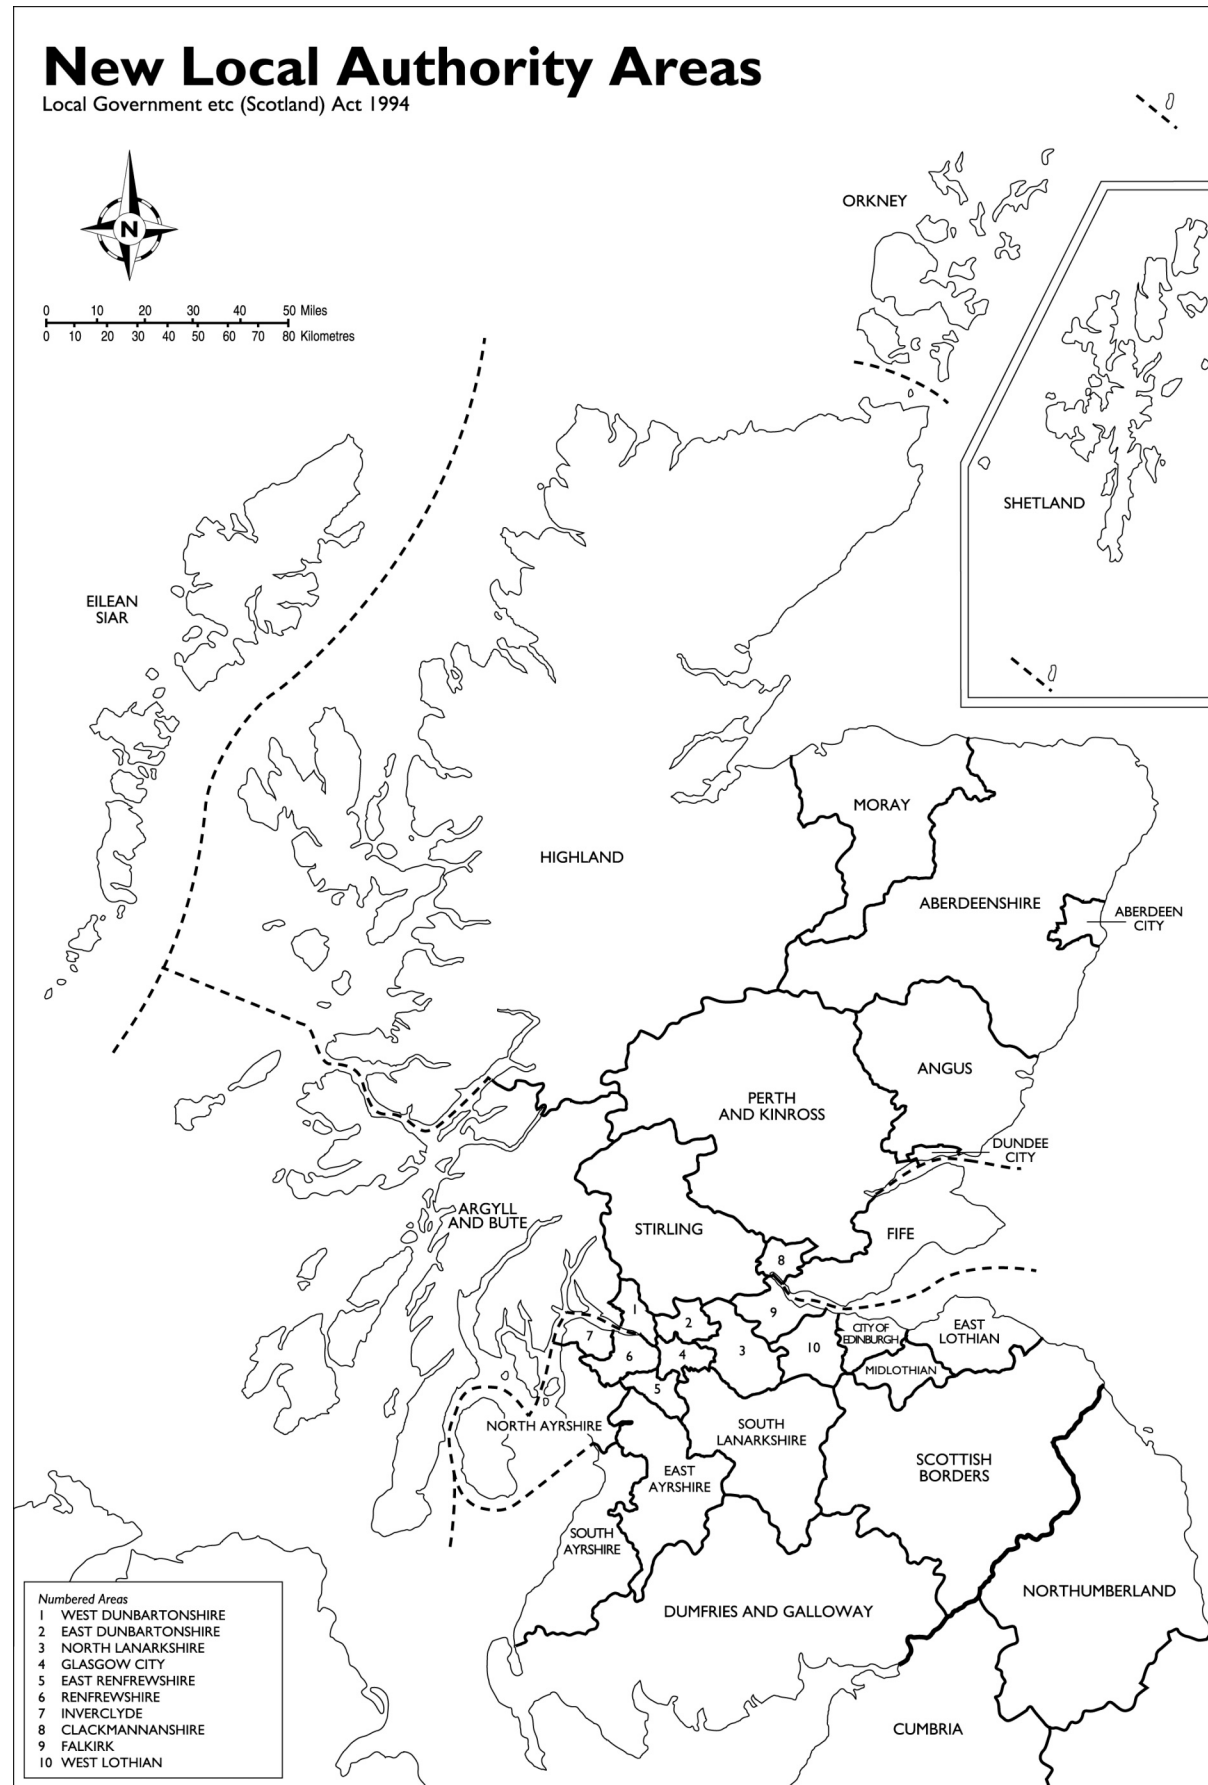 New Local Authority Areas
Local Government etc (Scotland) Act 1994
N
0 10 20 30 40 50 Miles
0 10 20 30 40 50 60 70 80 Kilometres
ORKNEY
SHETLAND
EILEAN
SIAR
MORAY
HIGHLAND
ABERDEENSHIRE
ABERDEEN
CITY
ANGUS
PERTH
AND KINROSS
DUNDEE
CITY
ARGYLL
AND BUTE
STIRLING
FIFE
8
1
2
9
7
6
4
3
10
5
CITY OF
EDINBURGH
EAST
LOTHIAN
MIDLOTHIAN
NORTH AYRSHIRE
SOUTH
LANARKSHIRE
EAST
AYRSHIRE
SCOTTISH
BORDERS
SOUTH
AYRSHIRE
DUMFRIES AND GALLOWAY
NORTHUMBERLAND
CUMBRIA
Numbered Areas
1 WEST DUNBARTONSHIRE
2 EAST DUNBARTONSHIRE
3 NORTH LANARKSHIRE
4 GLASGOW CITY
5 EAST RENFREWSHIRE
6 RENFREWSHIRE
7 INVERCLYDE
8 CLACKMANNANSHIRE
9 FALKIRK
10 WEST LOTHIAN